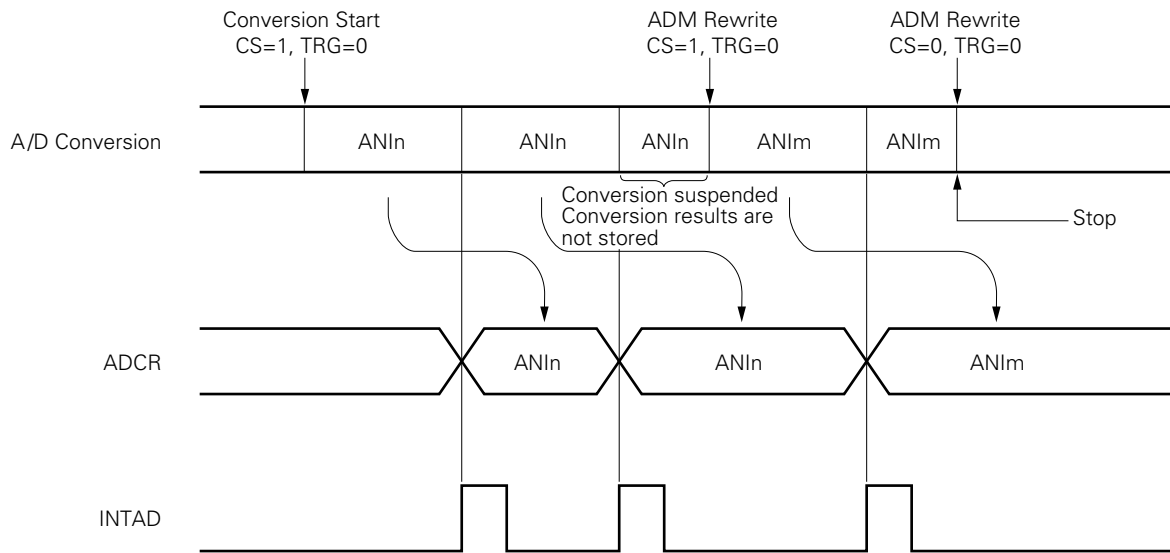 Conversion Start
CS=1, TRG=0
ADM Rewrite
CS=1, TRG=0
ADM Rewrite
CS=0, TRG=0
A/D Conversion
ANIn
ANIn
ANIn
ANIm
ANIm
Conversion suspended
Conversion results are
not stored
Stop
ADCR
ANIn
ANIn
ANIm
INTAD